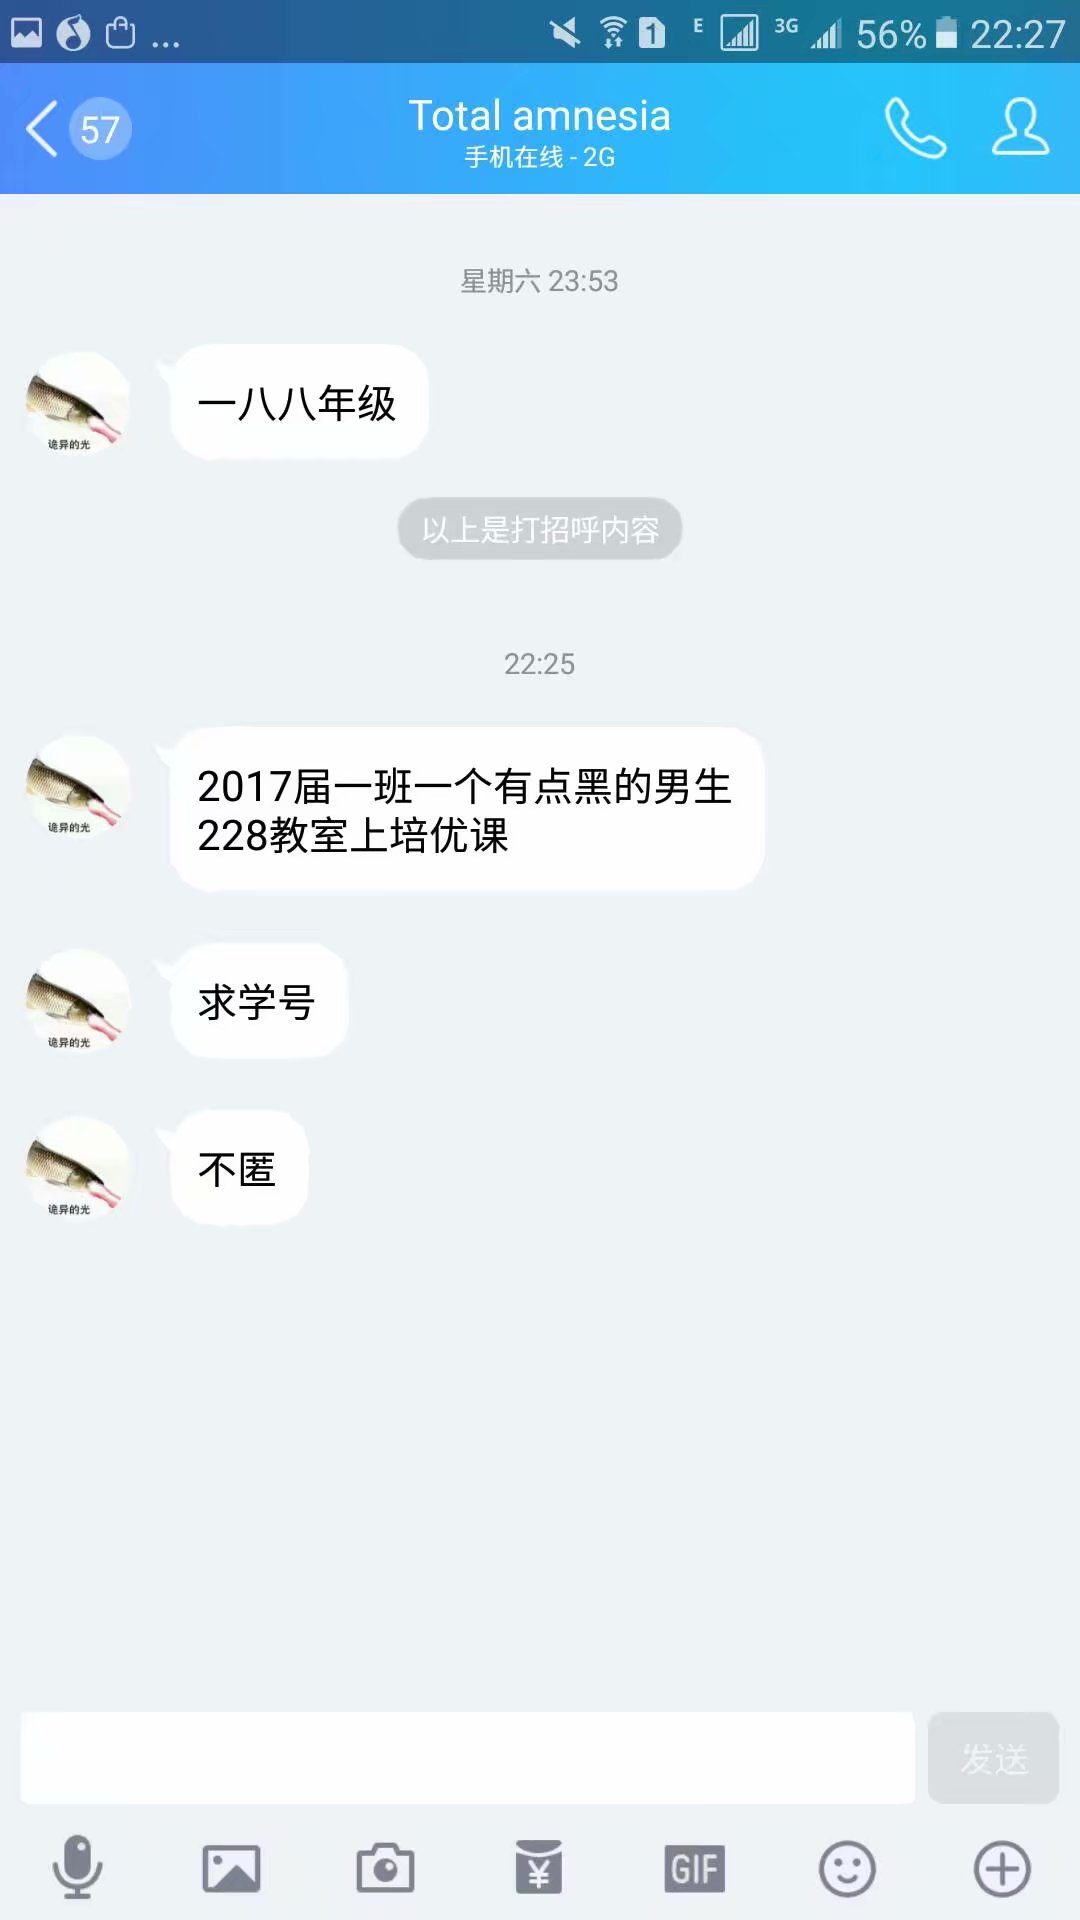 ... 1 E 3G 56% 22:27
57
Total amnesia
手机在线 - 2G
星期六 23:53
一八八年级
诡异的光
以上是打招呼内容
22:25
2017届一班一个有点黑的男生
228教室上培优课
诡异的光
求学号
诡异的光
不匿
诡异的光
发送
¥
GIF